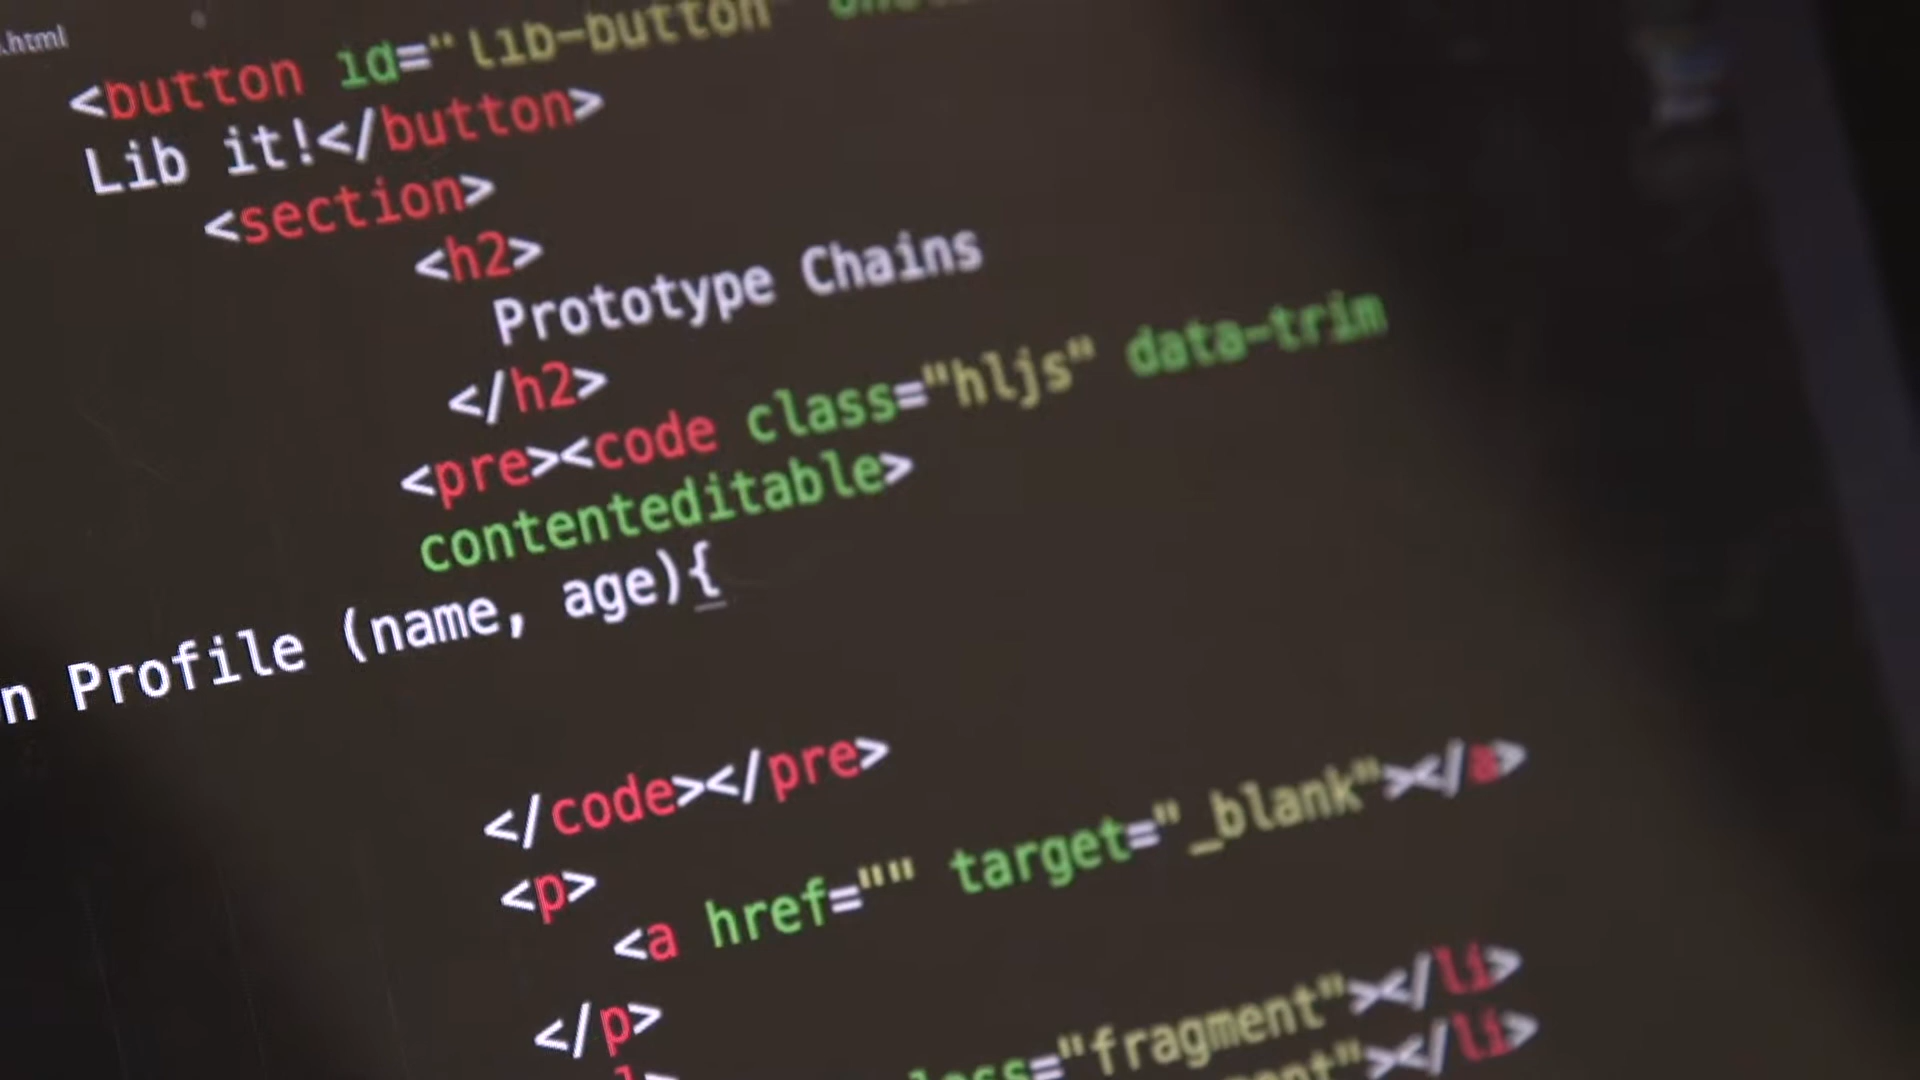 .html
<button id="lib-button"
Lib it!</button>
<section>
<h2>
Prototype Chains
</h2>
<pre><code class="hljs" data-trim
contenteditable>
n Profile (name, age){
</code></pre>
<p>
<a href="" target="_blank"></a>
</p>
="fragment"></li>
"></li>